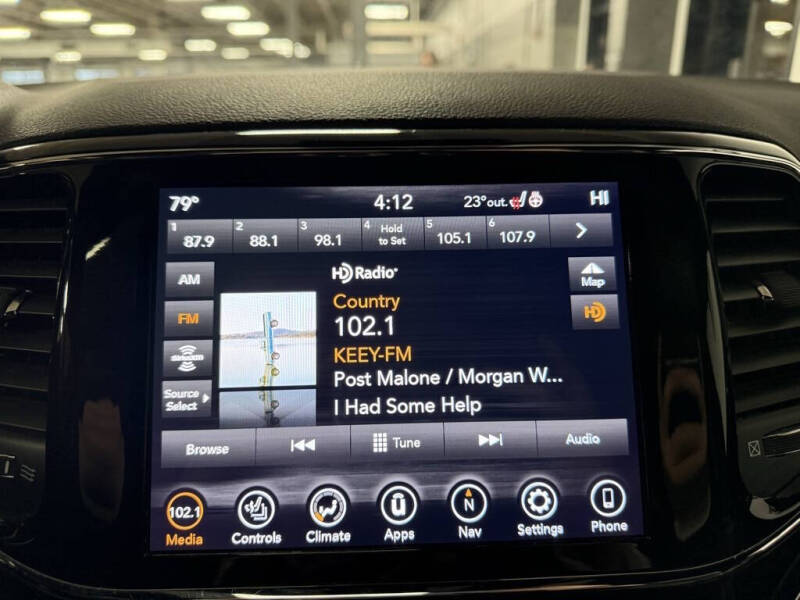 79° 4:12 23°out. HI
1 87.9 2 88.1 3 98.1 4 Hold to Set 5 105.1 6 107.9
AM
HD Radio
Map
FM
Country
HD
102.1
SiriusXM
KEEY-FM
Post Malone / Morgan W...
Source
Select
I Had Some Help
Browse Tune Audio
102.1 N
Media Controls Climate Apps Nav Settings Phone